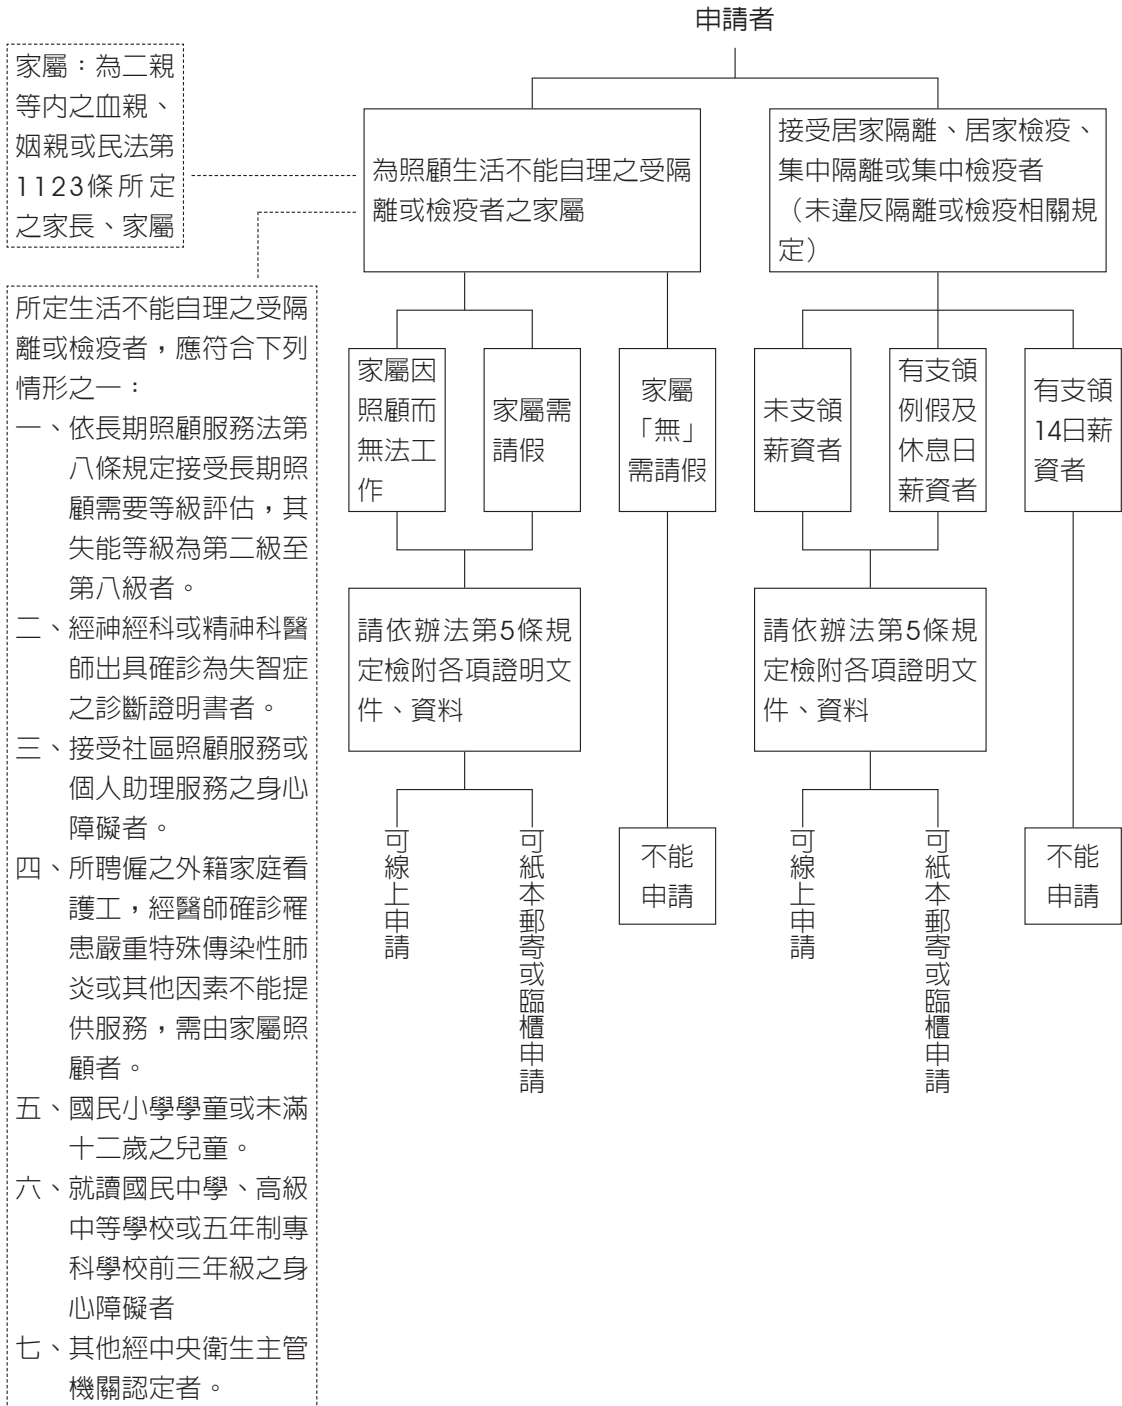 申請者
家屬：為二親
等內之血親、
姻親或民法第
1123條所定
之家長、家屬
為照顧生活不能自理之受隔
離或檢疫者之家屬
接受居家隔離、居家檢疫、
集中隔離或集中檢疫者
（未違反隔離或檢疫相關規
定）
所定生活不能自理之受隔
離或檢疫者，應符合下列
情形之一：
一、依長期照顧服務法第
八條規定接受長期照
顧需要等級評估，其
失能等級為第二級至
第八級者。
二、經神經科或精神科醫
師出具確診為失智症
之診斷證明書者。
三、接受社區照顧服務或
個人助理服務之身心
障礙者。
四、所聘僱之外籍家庭看
護工，經醫師確診罹
患嚴重特殊傳染性肺
炎或其他因素不能提
供服務，需由家屬照
顧者。
五、國民小學學童或未滿
十二歲之兒童。
六、就讀國民中學、高級
中等學校或五年制專
科學校前三年級之身
心障礙者
七、其他經中央衛生主管
機關認定者。
家屬因
照顧而
無法工
作
家屬需
請假
家屬
「無」
需請假
未支領
薪資者
有支領
例假及
休息日
薪資者
有支領
14日薪
資者
請依辦法第5條規
定檢附各項證明文
件、資料
請依辦法第5條規
定檢附各項證明文
件、資料
可線上申請
可紙本郵寄或臨櫃申請
不能
申請
可線上申請
可紙本郵寄或臨櫃申請
不能
申請